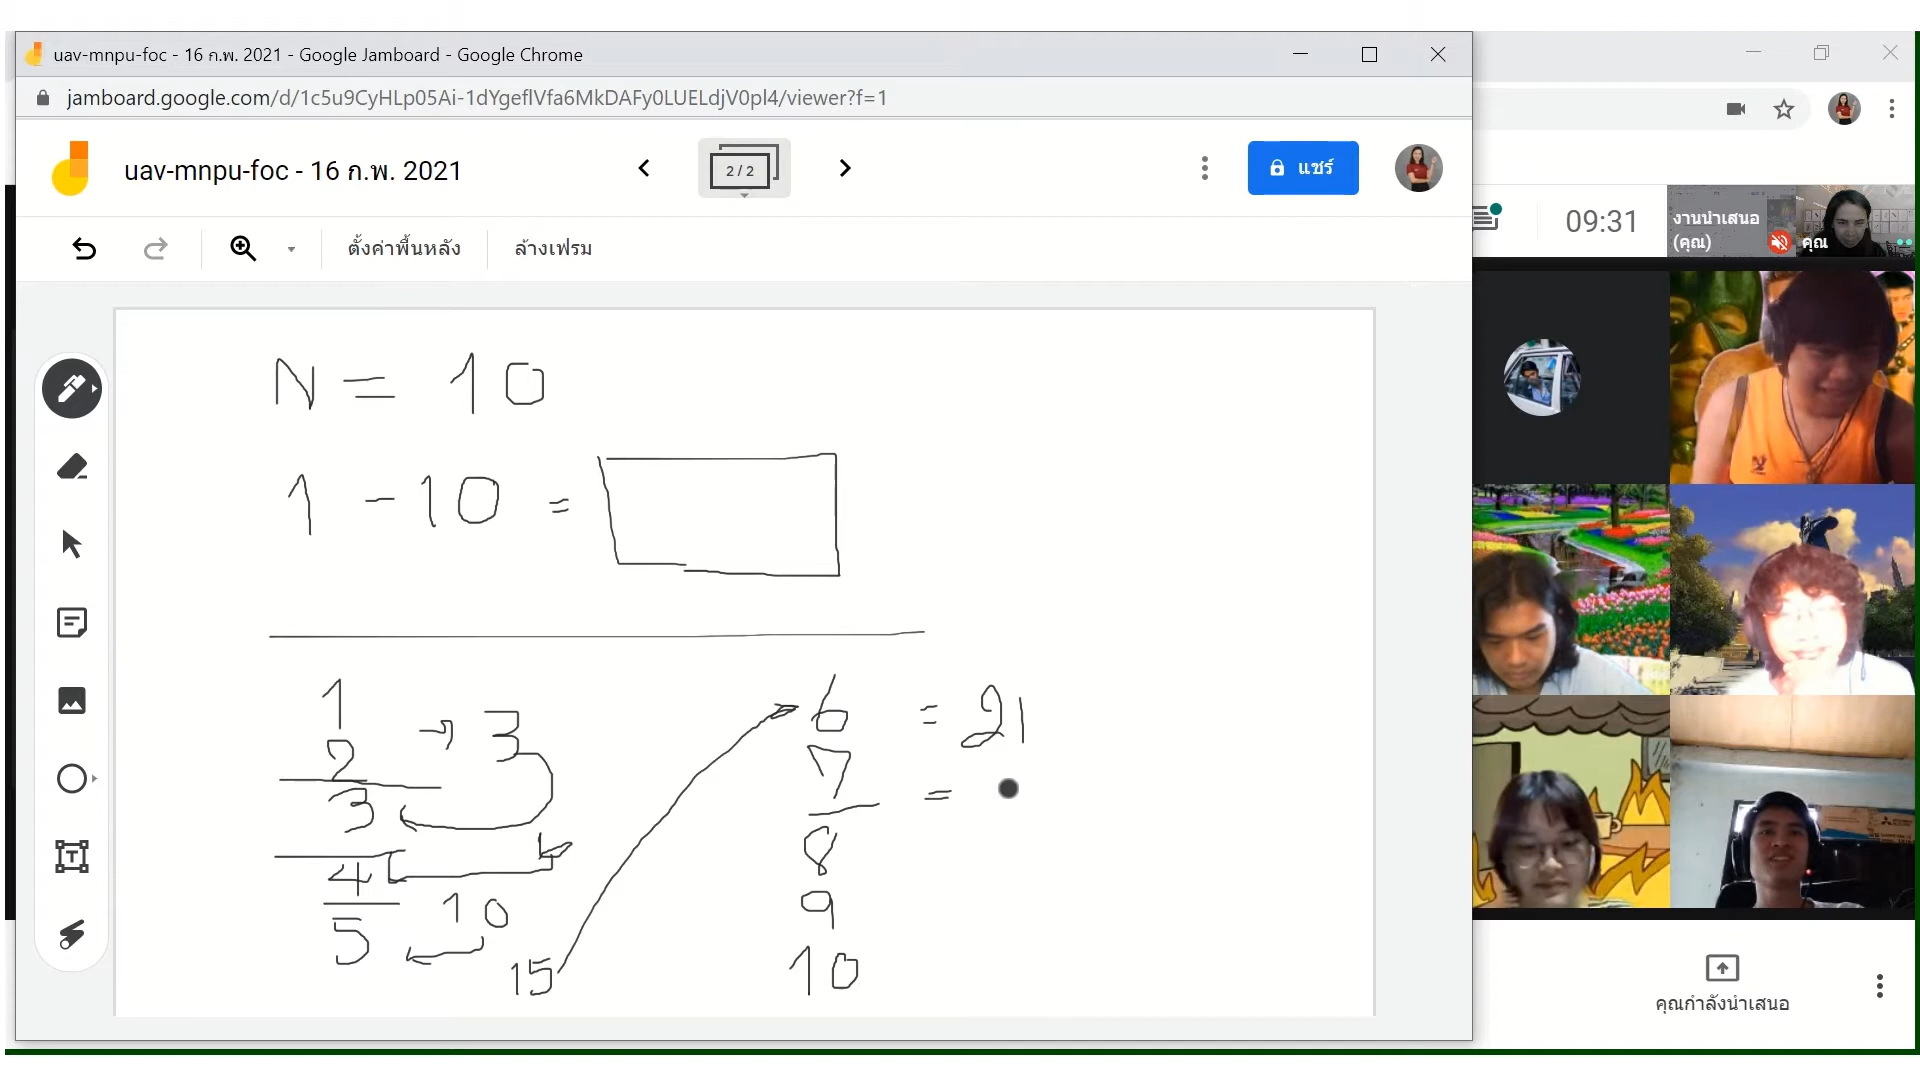 uav-mnpu-foc - 16 ก.พ. 2021 - Google Jamboard - Google Chrome
jamboard.google.com/d/1c5u9CyHLp05Ai-1dYgeflVfa6MkDAFy0LUELdjV0pl4/viewer?f=1
uav-mnpu-foc - 16 ก.พ. 2021
2 / 2
แชร์
ตั้งค่าพื้นหลัง
ล้างเฟรม
09:31
งานนำเสนอ
(คุณ)
คุณ
N = 10
1 - 10 =
1
2 → 3
3
4
5 10
15
6 = 21
7 =
8
9
10
คุณกำลังนำเสนอ